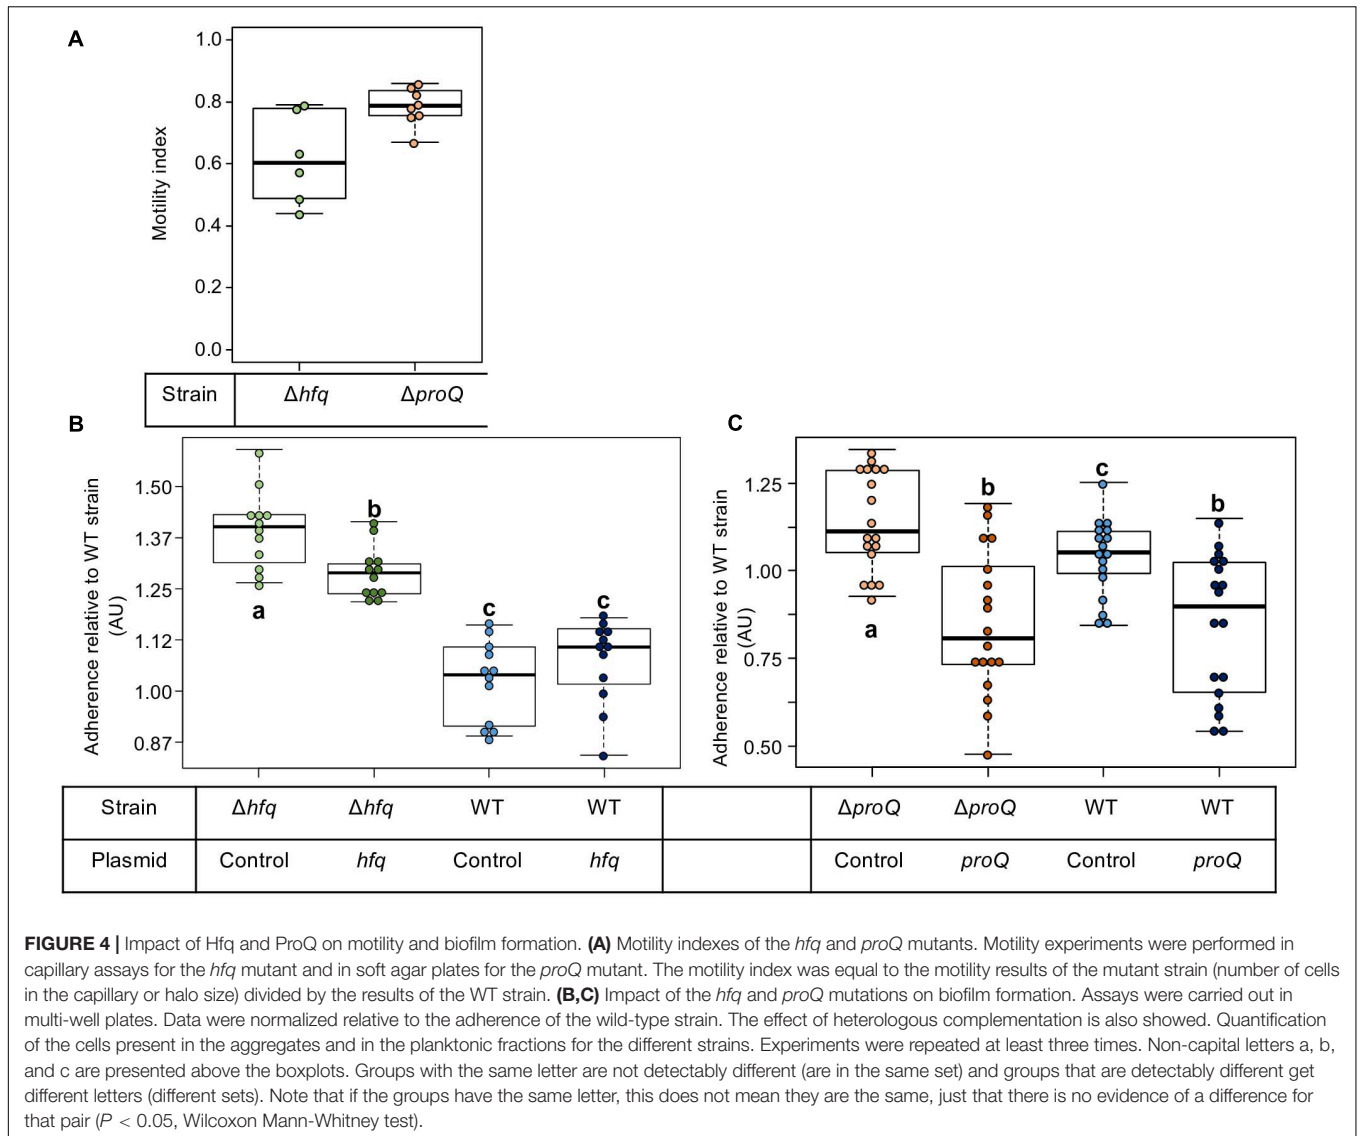 A
1.0
0.8
0.6
0.4
0.2
0.0
Motility index
Strain Δhfq ΔproQ
B
1.50
1.37
1.25
1.12
1.00
0.87
Adherence relative to WT strain
(AU)
a
b
c
c
C
1.25
1.00
0.75
0.50
Adherence relative to WT strain
(AU)
a
b
c
b
Strain Δhfq Δhfq WT WT ΔproQ ΔproQ WT WT
Plasmid Control hfq Control hfq Control proQ Control proQ
FIGURE 4 | Impact of Hfq and ProQ on motility and biofilm formation. (A) Motility indexes of the hfq and proQ mutants. Motility experiments were performed in
capillary assays for the hfq mutant and in soft agar plates for the proQ mutant. The motility index was equal to the motility results of the mutant strain (number of cells
in the capillary or halo size) divided by the results of the WT strain. (B,C) Impact of the hfq and proQ mutations on biofilm formation. Assays were carried out in
multi-well plates. Data were normalized relative to the adherence of the wild-type strain. The effect of heterologous complementation is also showed. Quantification
of the cells present in the aggregates and in the planktonic fractions for the different strains. Experiments were repeated at least three times. Non-capital letters a, b,
and c are presented above the boxplots. Groups with the same letter are not detectably different (are in the same set) and groups that are detectably different get
different letters (different sets). Note that if the groups have the same letter, this does not mean they are the same, just that there is no evidence of a difference for
that pair (P < 0.05, Wilcoxon Mann-Whitney test).